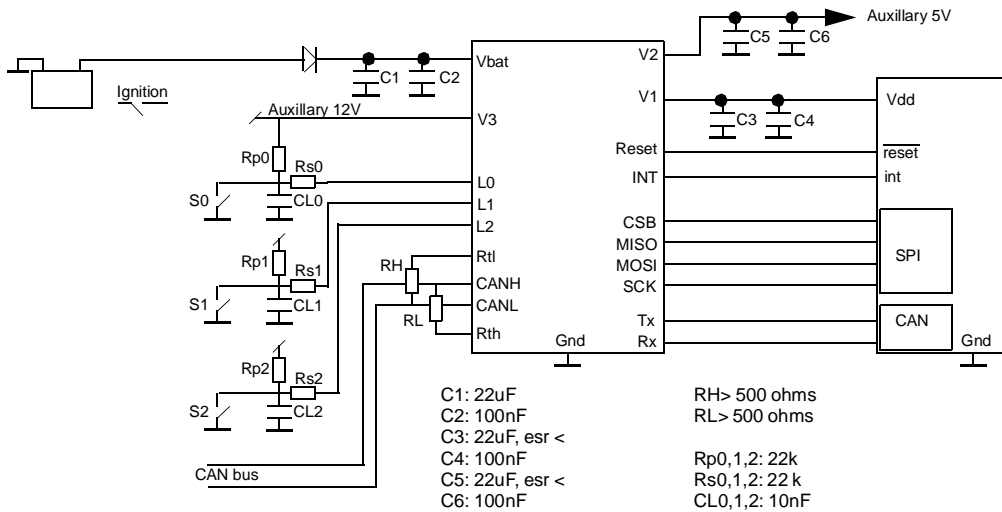 Auxillary 5V
C5
C6
V2
Vbat
C1
C2
Ignition
Auxillary 12V
V3
V1
C3
C4
Vdd
Rp0
Rs0
Reset
reset
INT
int
S0
CL0
L0
L1
L2
CSB
MISO
MOSI
SCK
SPI
Rp1
Rs1
S1
CL1
RH
RL
Rtl
CANH
CANL
Rth
Tx
Rx
CAN
Gnd
Gnd
Rp2
Rs2
S2
CL2
CAN bus
C1: 22uF
C2: 100nF
C3: 22uF, esr <
C4: 100nF
C5: 22uF, esr <
C6: 100nF
RH> 500 ohms
RL> 500 ohms
Rp0,1,2: 22k
Rs0,1,2: 22 k
CL0,1,2: 10nF